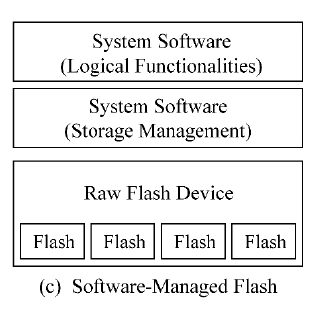 System Software
(Logical Functionalities)
System Software
(Storage Management)
Raw Flash Device
Flash Flash Flash Flash
(c) Software-Managed Flash